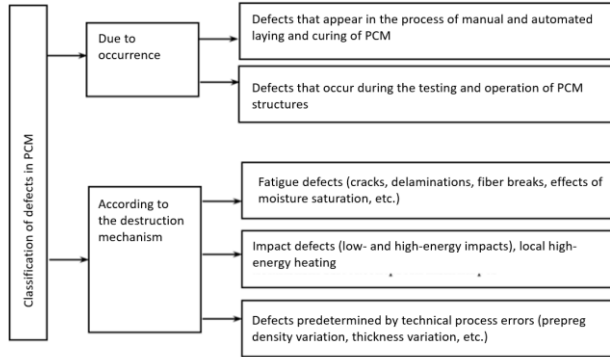 Classification of defects in PCM
Due to
occurrence
Defects that appear in the process of manual and automated
laying and curing of PCM
Defects that occur during the testing and operation of PCM
structures
According to
the destruction
mechanism
Fatigue defects (cracks, delaminations, fiber breaks, effects of
moisture saturation, etc.)
Impact defects (low- and high-energy impacts), local high-
energy heating
Defects predetermined by technical process errors (prepreg
density variation, thickness variation, etc.)